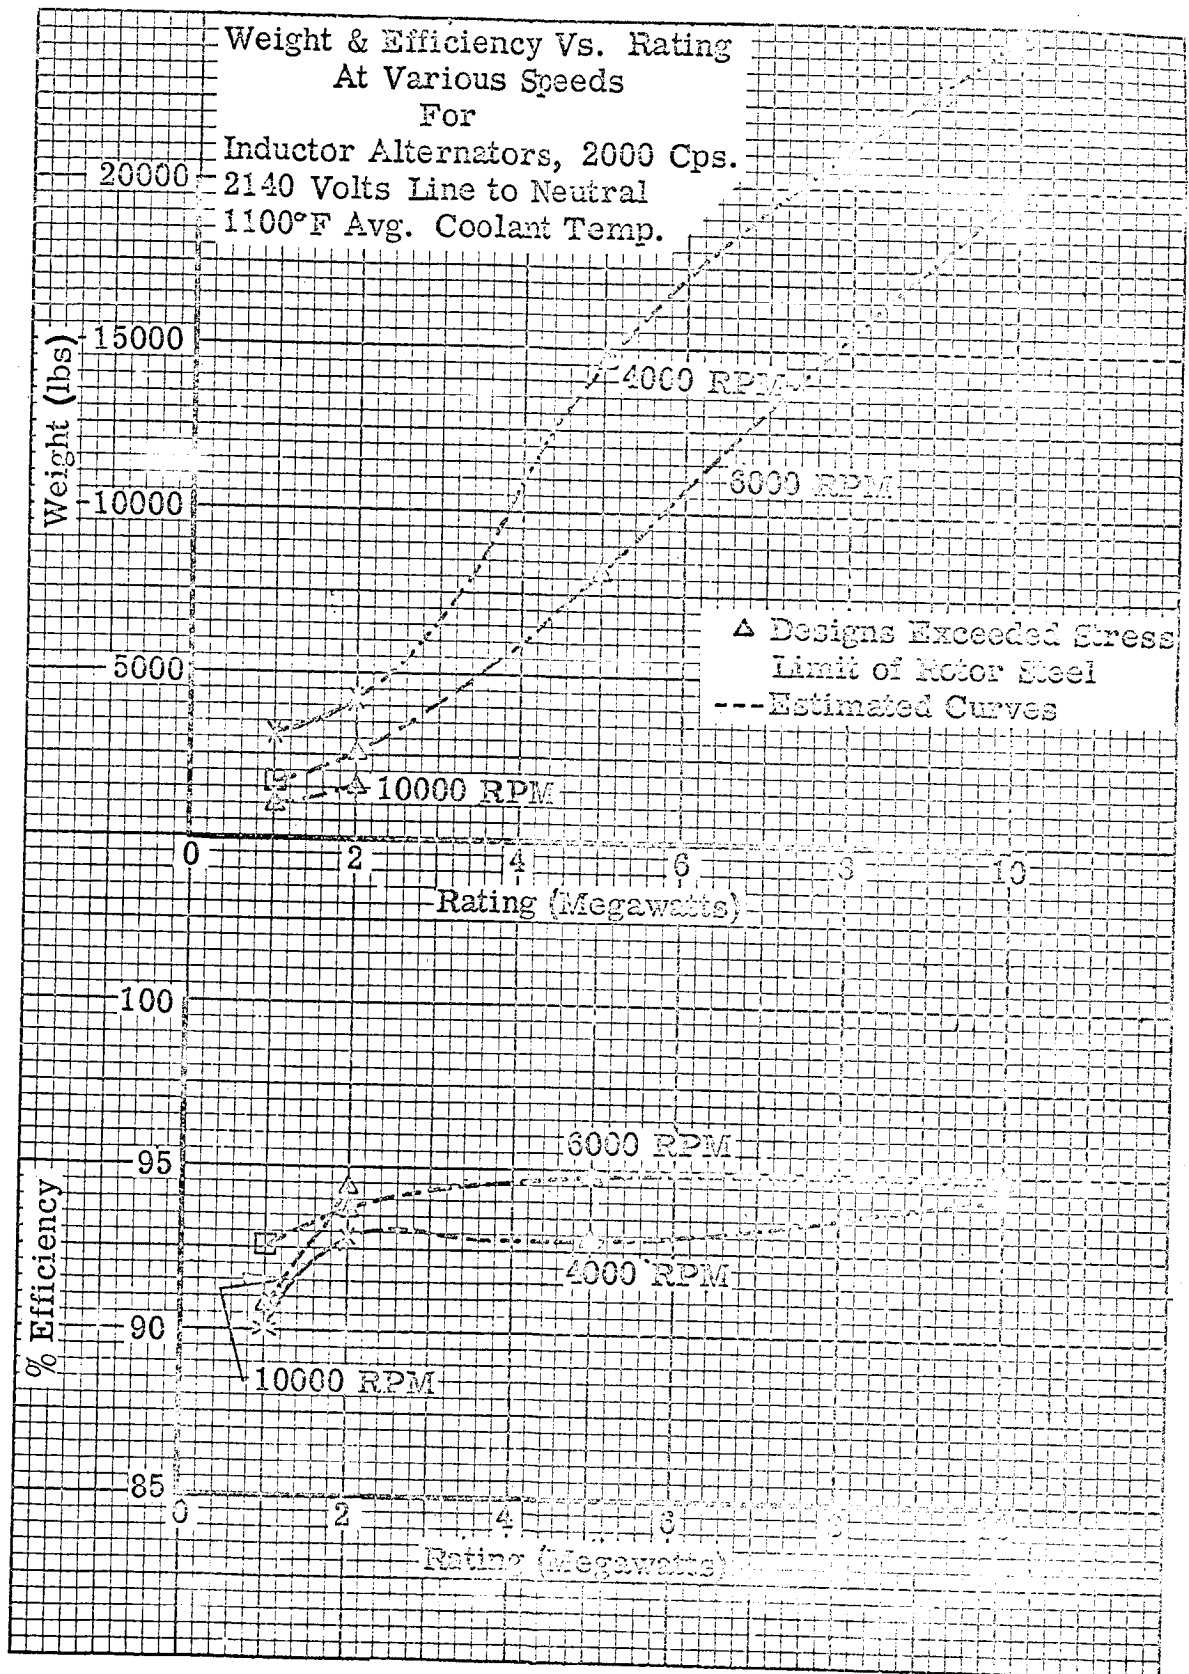 Weight & Efficiency Vs. Rating
At Various Speeds
For
Inductor Alternators, 2000 Cps.
2140 Volts Line to Neutral
1100°F Avg. Coolant Temp.
20000
15000
10000
5000
Weight (lbs)
4000 RPM
6000 RPM
△ Designs Exceeded Stress
Limit of Rotor Steel
--- Estimated Curves
10000 RPM
0 2 4 6 8 10
Rating (Megawatts)
100
95
90
85
% Efficiency
6000 RPM
4000 RPM
10000 RPM
0 2 4 6 8
Rating (Megawatts)